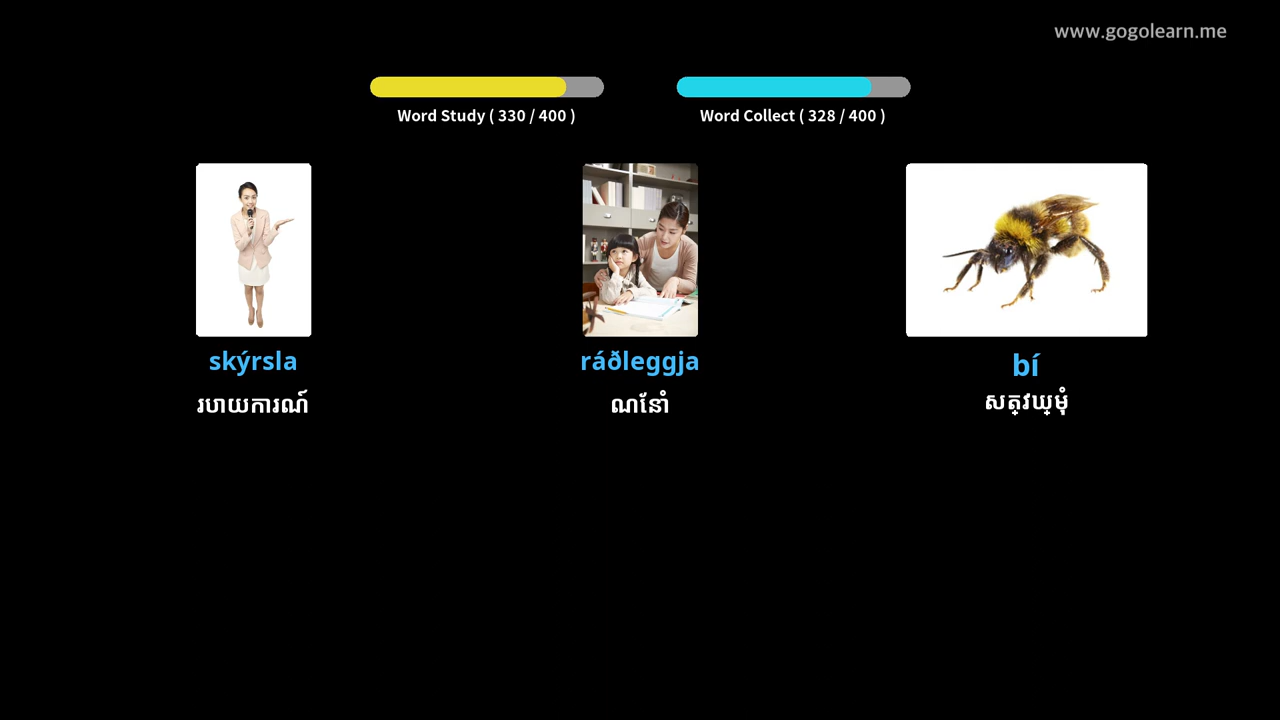 www.gogolearn.me
Word Study ( 330 / 400 )
Word Collect ( 328 / 400 )
skýrsla
ráðleggja
bí
របាយការណ៍
ណែនាំ
សត្វឃ្មុំ